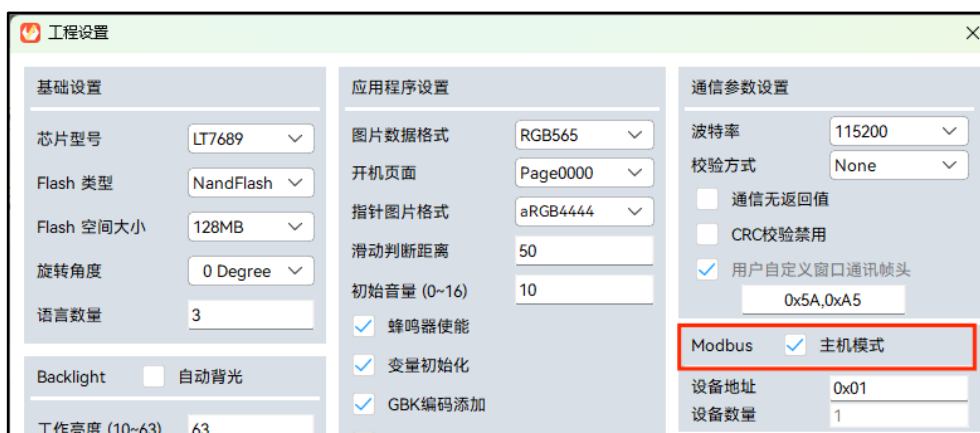 工程设置
基础设置
芯片型号 LT7689
Flash 类型 NandFlash
Flash 空间大小 128MB
旋转角度 0 Degree
语言数量 3
Backlight 自动背光
工作亮度 (10~63) 63
应用程序设置
图片数据格式 RGB565
开机页面 Page0000
指针图片格式 aRGB4444
滑动判断距离 50
初始音量 (0~16) 10
蜂鸣器使能
变量初始化
GBK编码添加
通信参数设置
波特率 115200
校验方式 None
通信无返回值
CRC校验禁用
用户自定义窗口通讯帧头
0x5A,0xA5
Modbus 主机模式
设备地址 0x01
设备数量 1